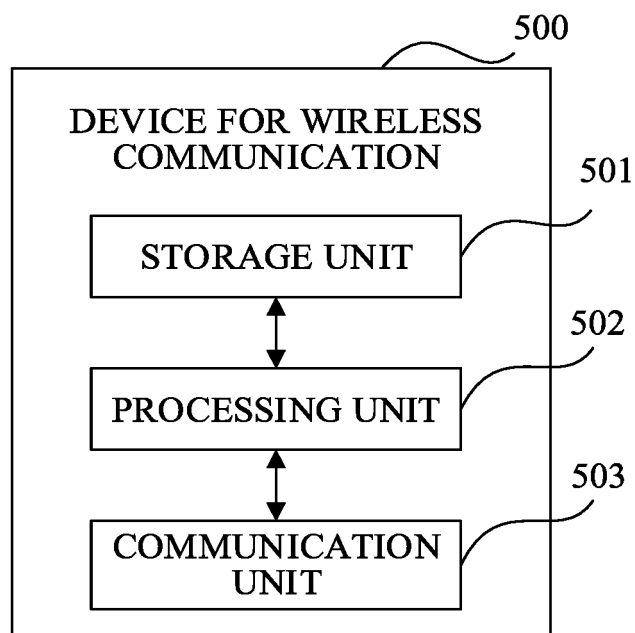 500
DEVICE FOR WIRELESS
COMMUNICATION
501
STORAGE UNIT
502
PROCESSING UNIT
503
COMMUNICATION
UNIT